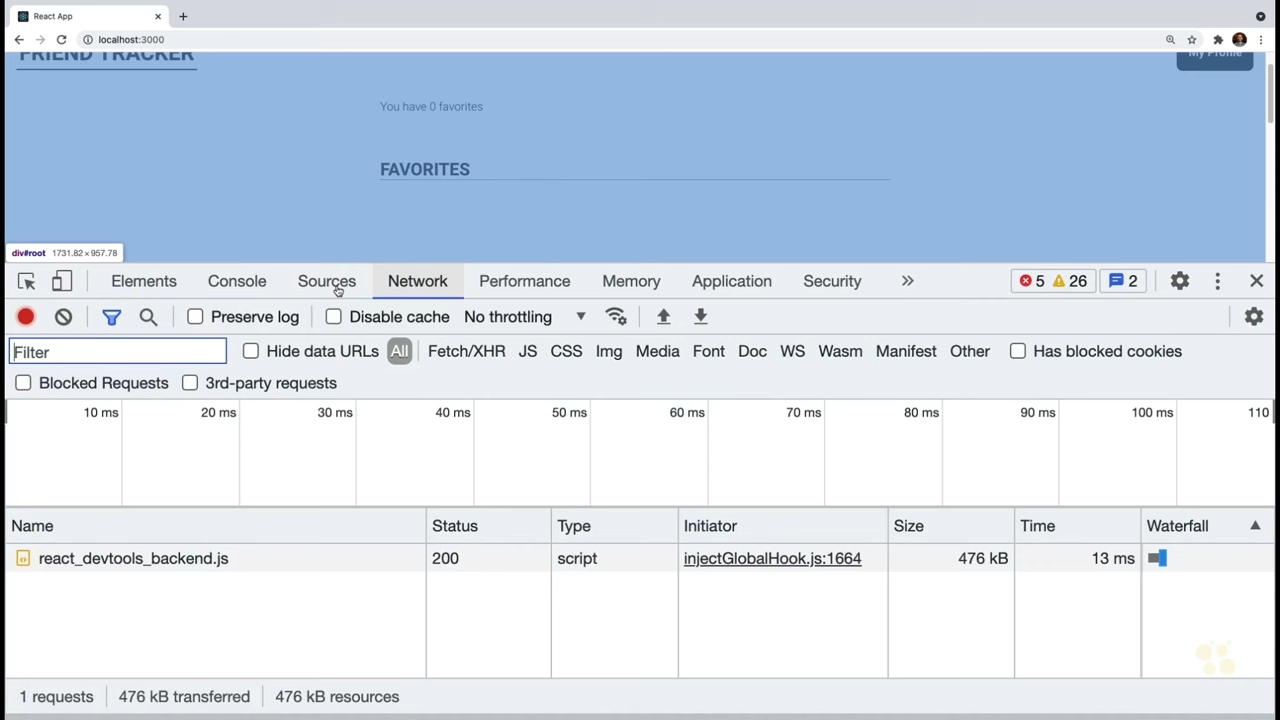 React App
localhost:3000
FRIEND TRACKER
My Profile
You have 0 favorites
FAVORITES
div#root 1731.82 × 957.78
Elements Console Sources Network Performance Memory Application Security 5 26 2
Preserve log Disable cache No throttling
Filter Hide data URLs All Fetch/XHR JS CSS Img Media Font Doc WS Wasm Manifest Other Has blocked cookies
Blocked Requests 3rd-party requests
10 ms 20 ms 30 ms 40 ms 50 ms 60 ms 70 ms 80 ms 90 ms 100 ms 110
Name Status Type Initiator Size Time Waterfall
react_devtools_backend.js 200 script injectGlobalHook.js:1664 476 kB 13 ms
1 requests 476 kB transferred 476 kB resources